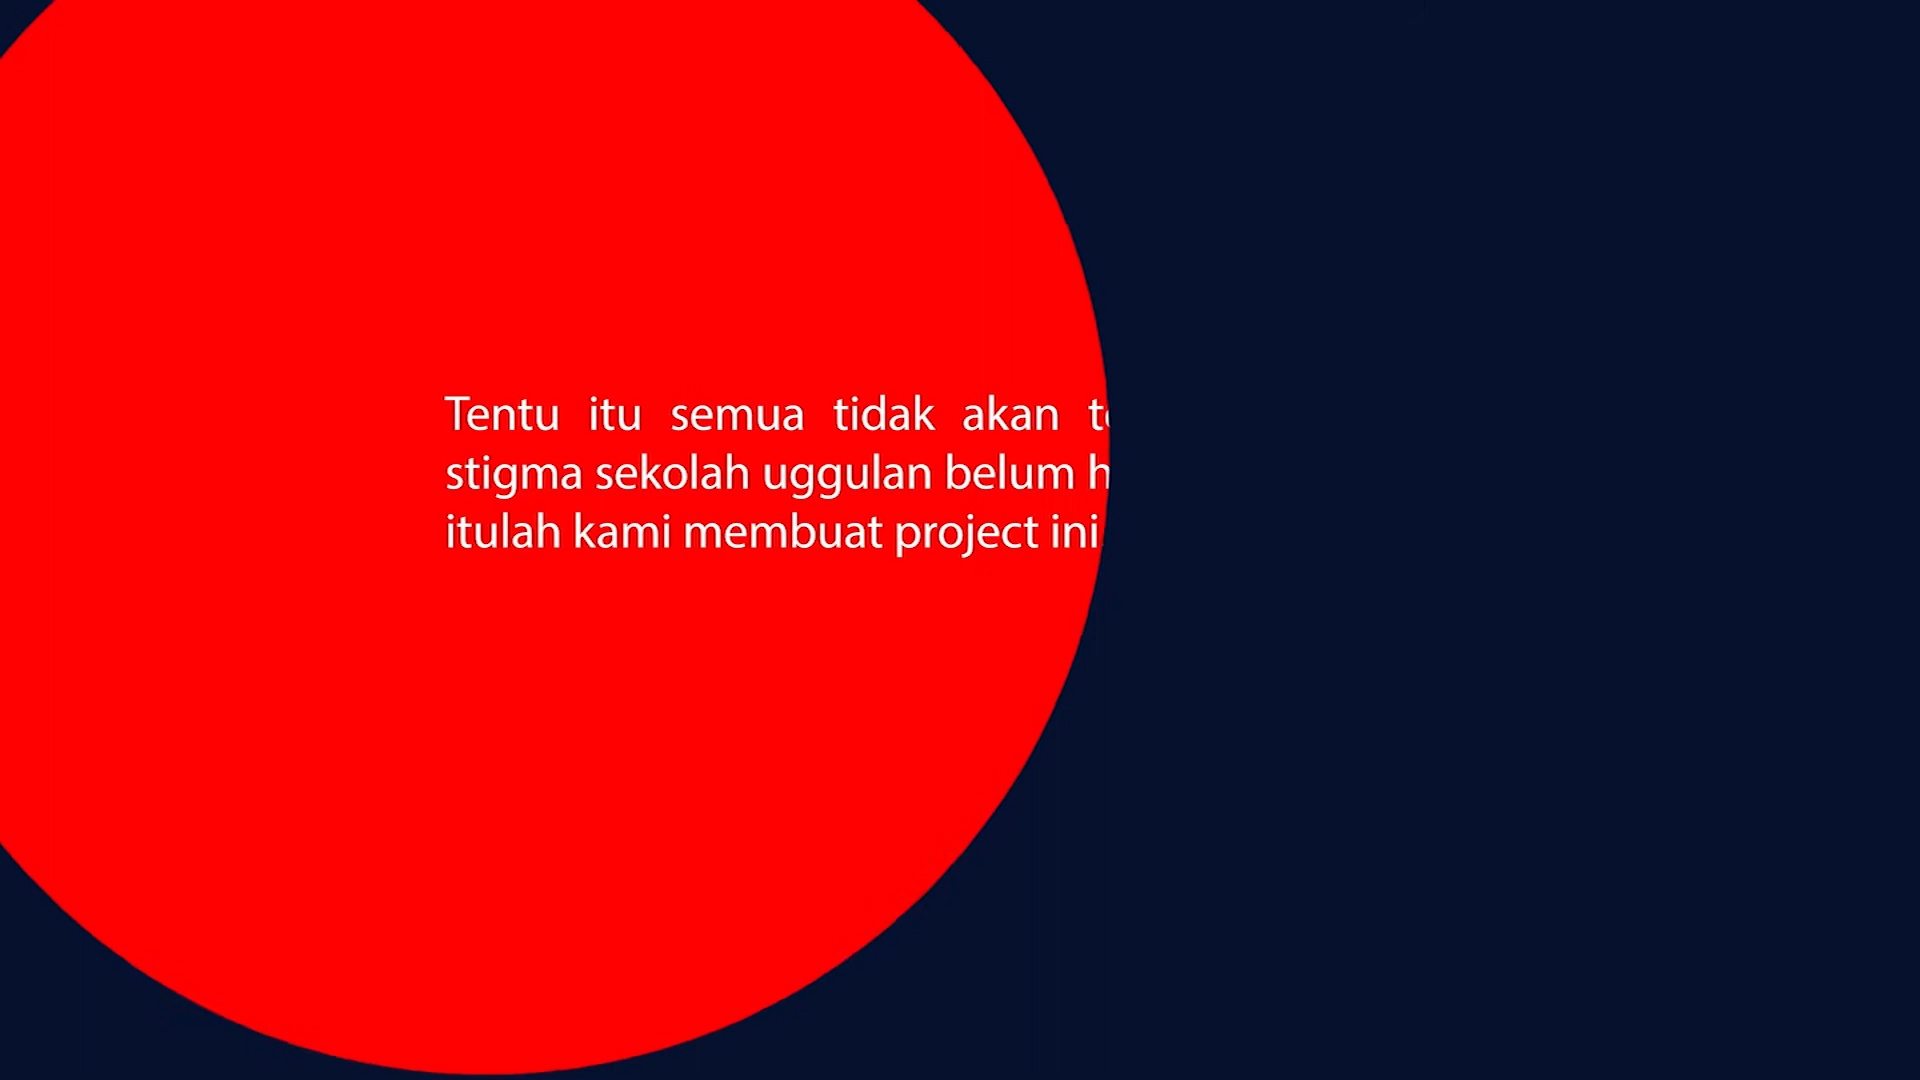 Tentu itu semua tidak akan
stigma sekolah uggulan belum
itulah kami membuat project ini